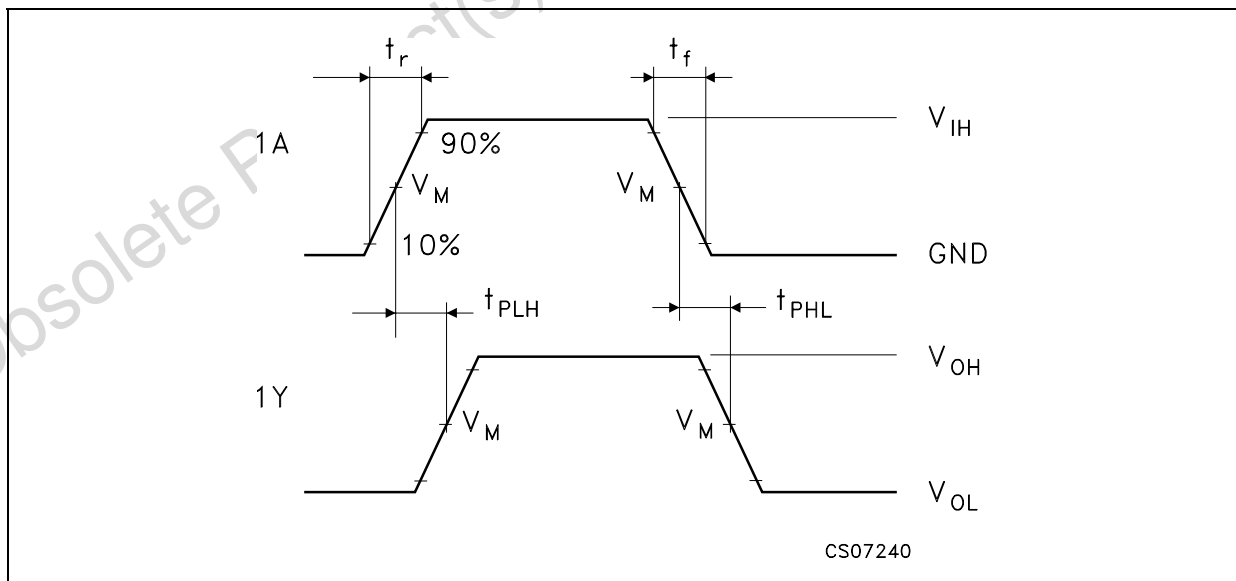 t_r t_f
1A 90% V_IH
V_M V_M
10% GND
t_PLH t_PHL
1Y V_OH
V_M V_M
V_OL
CS07240